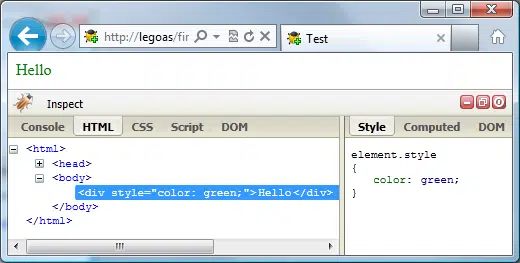 http://legoas/fir
Test
Hello
Inspect
Console HTML CSS Script DOM
Style Computed DOM
<html>
<head>
<body>
<div style="color: green;">Hello</div>
</body>
</html>
element.style
{
color: green;
}